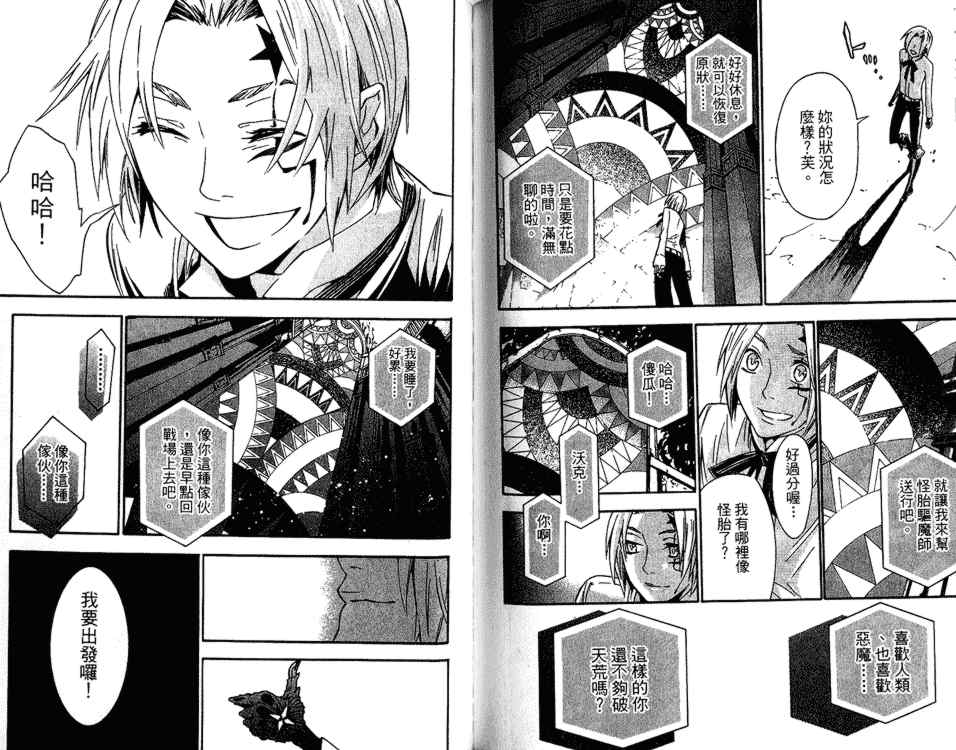 妳的狀況怎
麼樣?芙。
好好休息,
就可以恢復
原狀……
只是要花點
時間,滿無
聊的啦。
就讓我來幫
怪胎驅魔師
送行吧。
好過分喔…
我有哪裡像
怪胎了?
哈哈…
傻瓜!
沃克…
你啊…
喜歡人類
、也喜歡
惡魔……
這樣的你
還不夠破
天荒嗎?
哈
哈!
我要睡了,
好累……
像你這種傢伙
,還是早點回
戰場上去吧。
………
像你這種
傢伙……
我要出發囉!